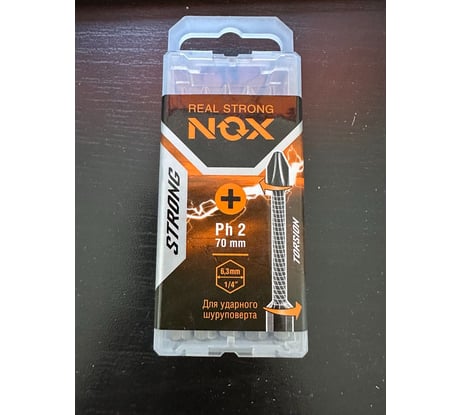 REAL STRONG
NOX
STRONG
Ph 2
70 mm
6,3mm
1/4"
TORSION
Для ударного
шуруповерта